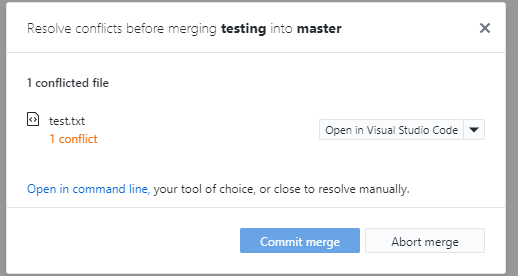 Resolve conflicts before merging testing into master
1 conflicted file
test.txt
1 conflict
Open in Visual Studio Code
Open in command line, your tool of choice, or close to resolve manually.
Commit merge
Abort merge